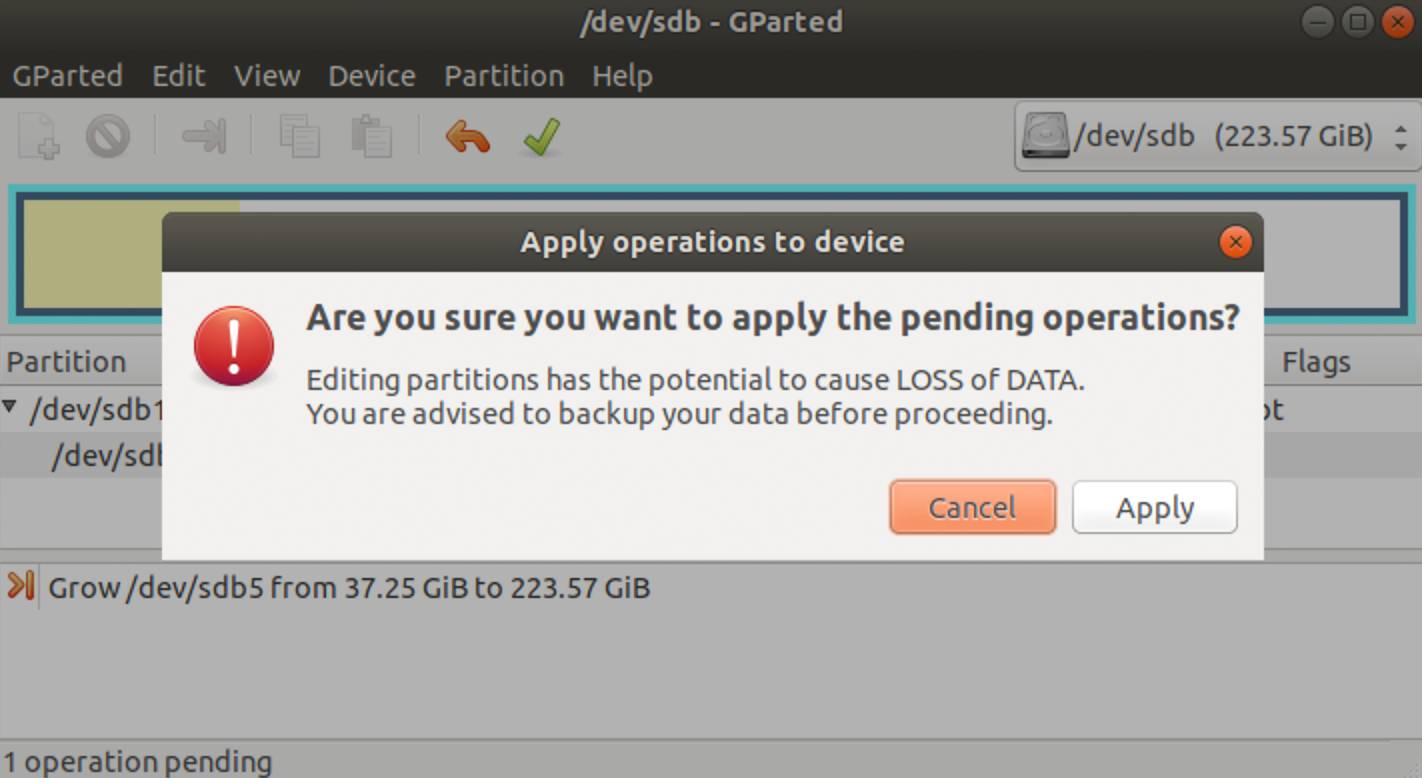 /dev/sdb - GParted
GParted Edit View Device Partition Help
/dev/sdb (223.57 GiB)
Apply operations to device
Are you sure you want to apply the pending operations?
Editing partitions has the potential to cause LOSS of DATA.
You are advised to backup your data before proceeding.
Cancel Apply
Partition Flags
/dev/sdb1
Grow /dev/sdb5 from 37.25 GiB to 223.57 GiB
1 operation pending